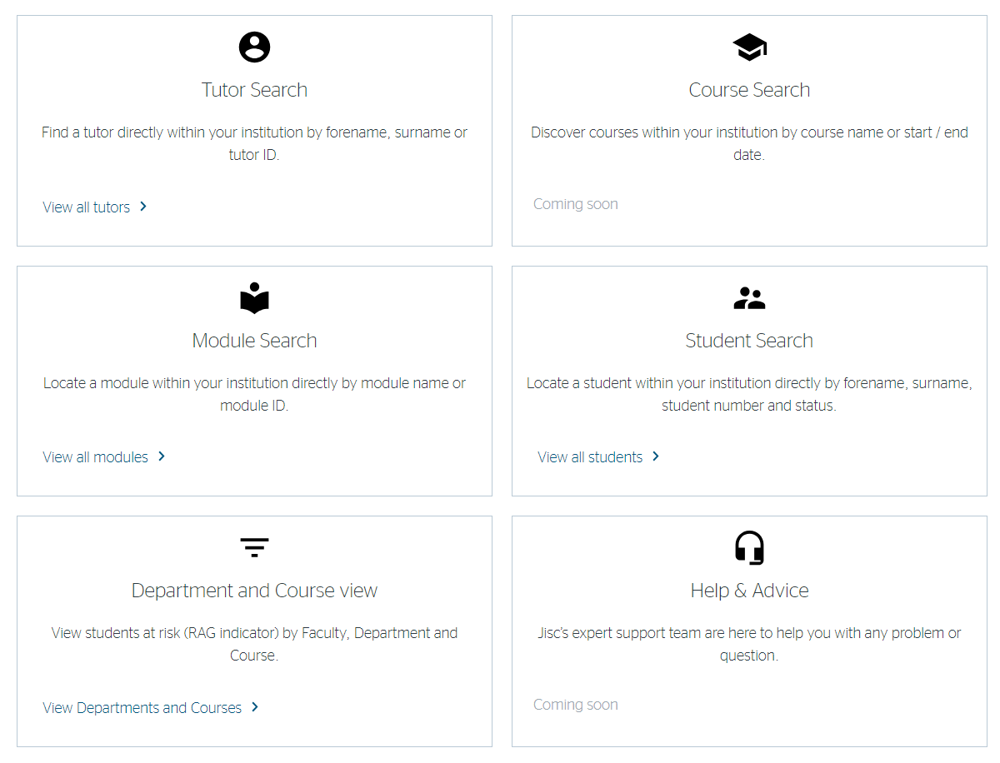 Tutor Search
Find a tutor directly within your institution by forename, surname or
tutor ID.
View all tutors
Course Search
Discover courses within your institution by course name or start / end
date.
Coming soon
Module Search
Locate a module within your institution directly by module name or
module ID.
View all modules
Student Search
Locate a student within your institution directly by forename, surname,
student number and status.
View all students
Department and Course view
View students at risk (RAG indicator) by Faculty, Department and
Course.
View Departments and Courses
Help & Advice
Jisc's expert support team are here to help you with any problem or
question.
Coming soon